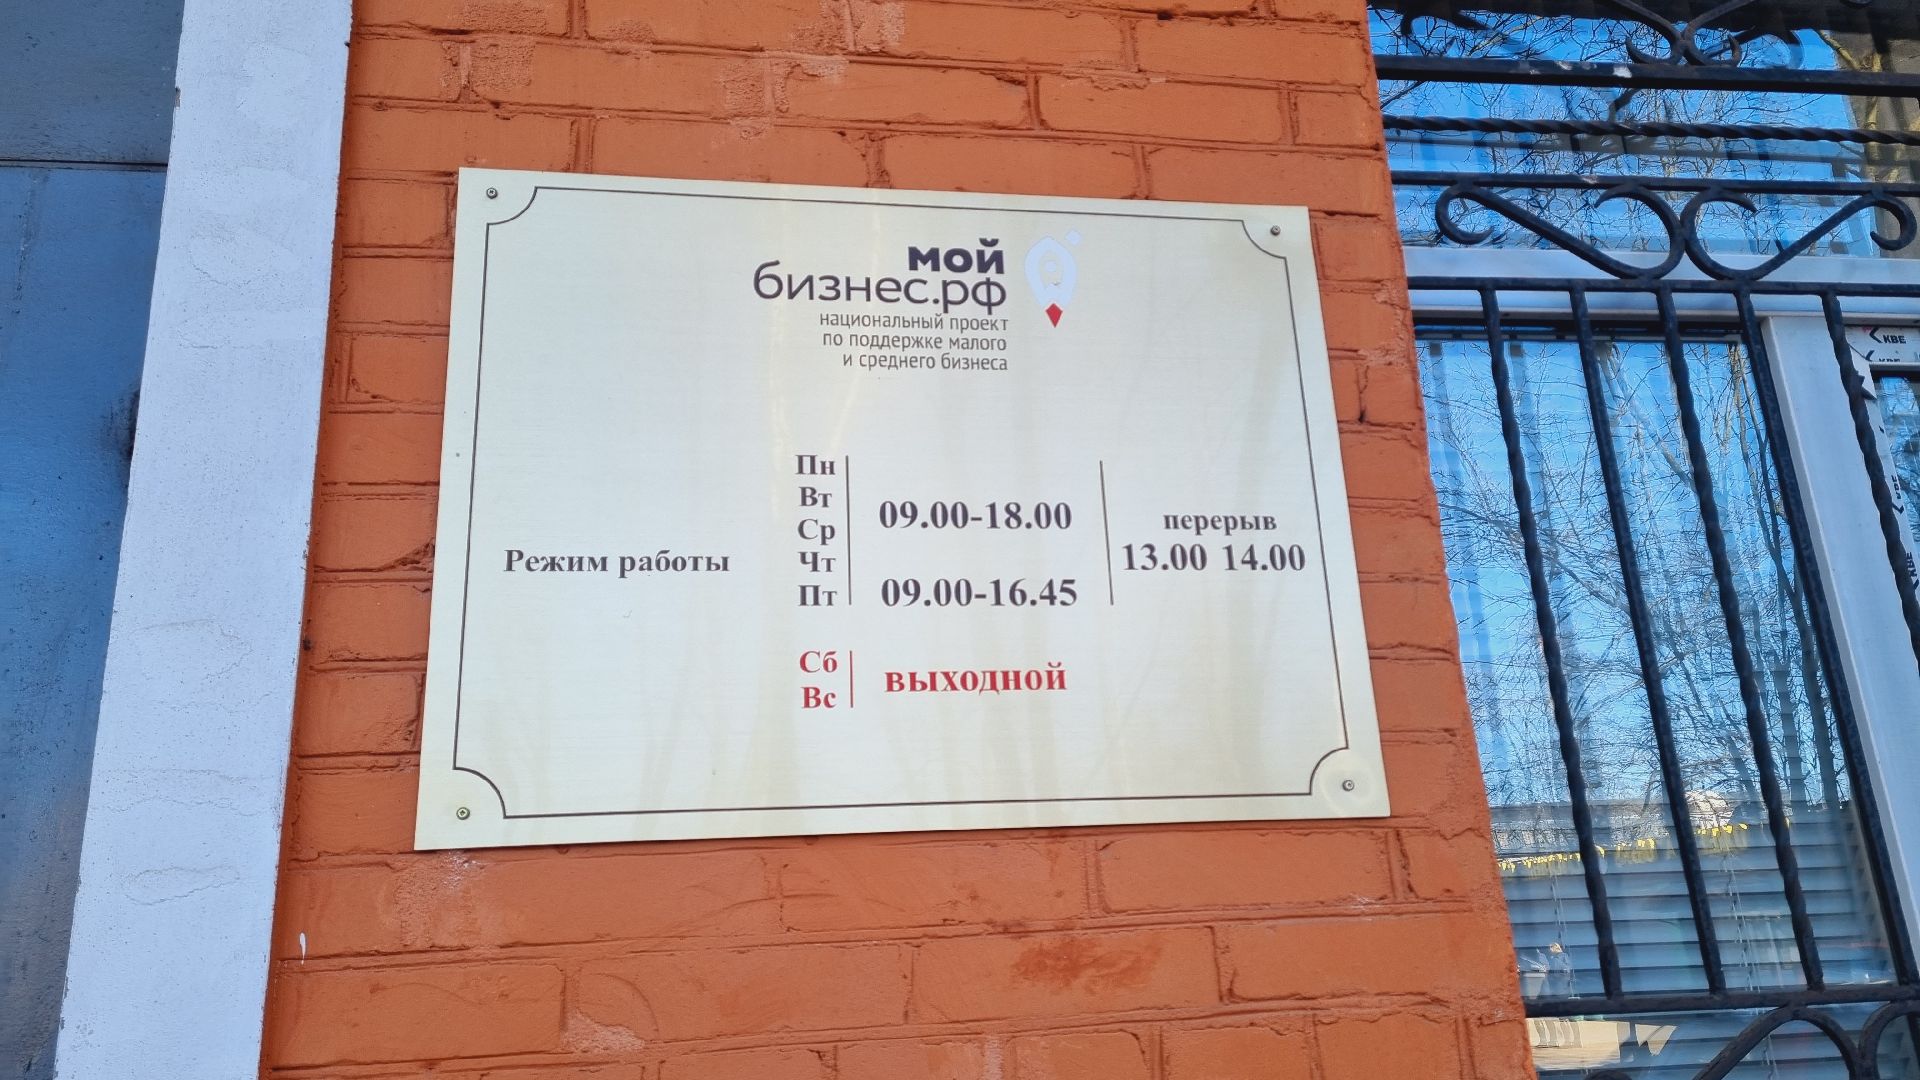 мой
бизнес.рф
национальный проект
по поддержке малого
и среднего бизнеса
Режим работы
Пн
Вт
Ср
Чт
Пт
09.00-18.00
09.00-16.45
перерыв
13.00 14.00
Сб
Вс
выходной
KBE
KBE